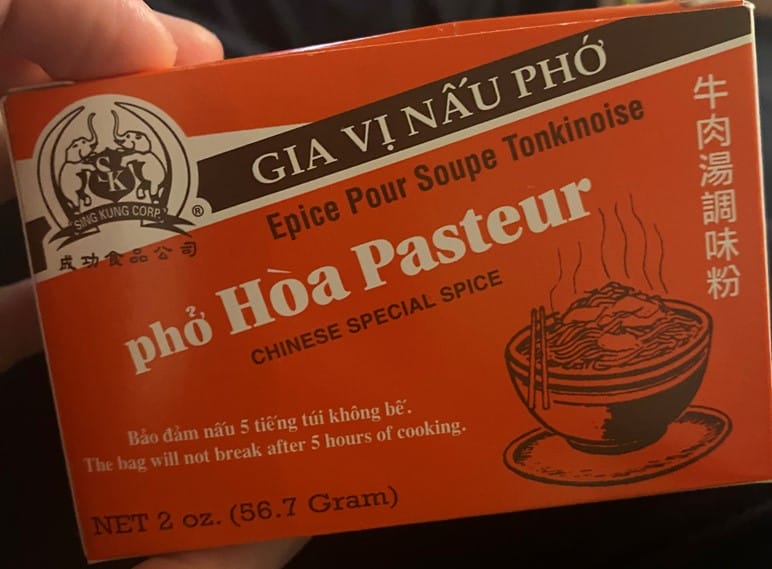 GIA VỊ NẤU PHỞ
Epice Pour Soupe Tonkinoise
phở Hòa Pasteur
CHINESE SPECIAL SPICE
牛肉湯調味粉
SK
SING KUNG CORP.
®
成功食品公司
Bảo đảm nấu 5 tiếng túi không bế.
The bag will not break after 5 hours of cooking.
NET 2 oz. (56.7 Gram)